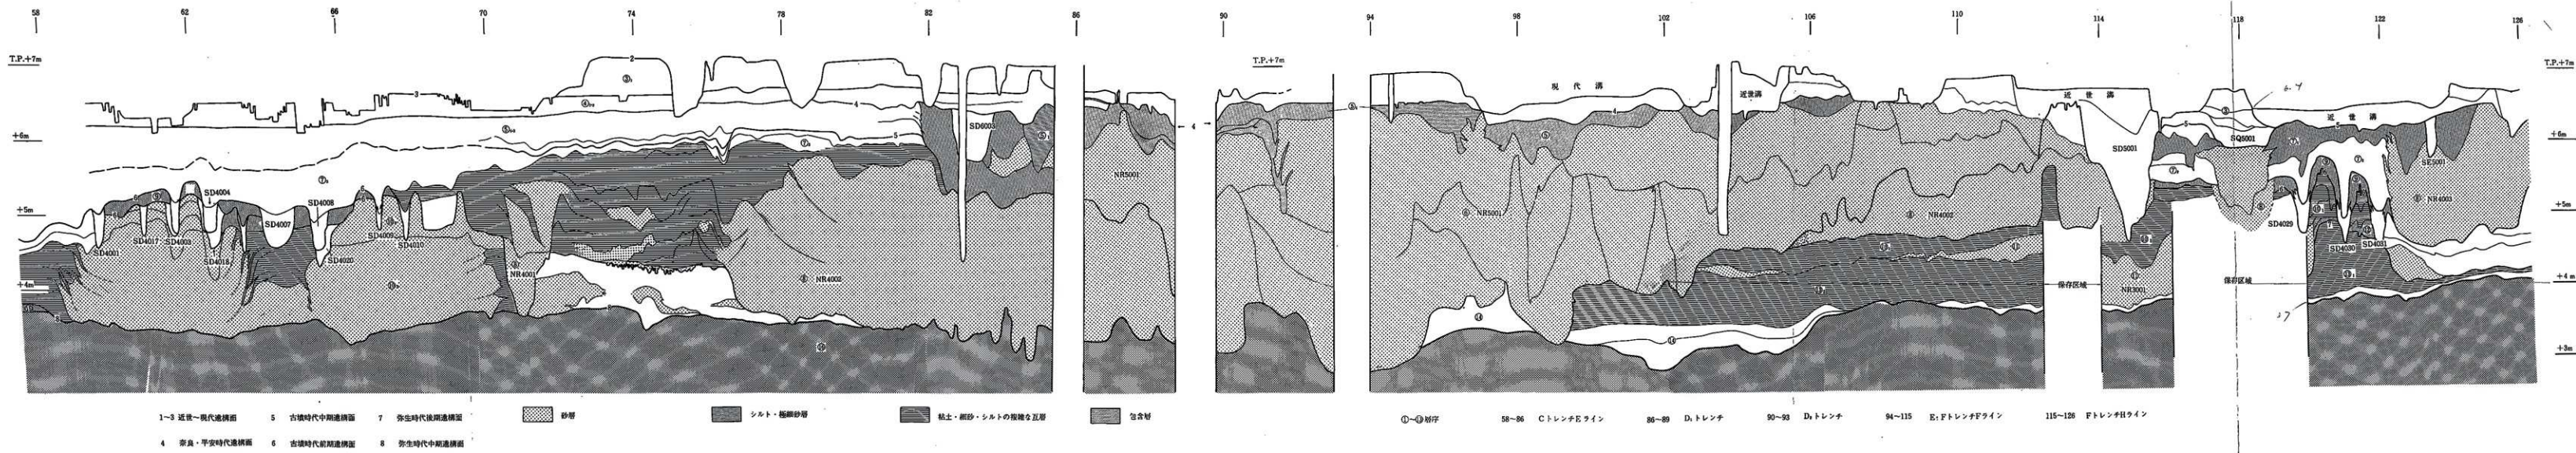 58 62 66 70 74 78 82 86 90 94 98 102 106 110 114 118 122 126
T.P.+7m T.P.+7m T.P.+7m
+6m +6m
+5m +5m
+4m +4m
+3m
2
3
4
5
4
現代溝
近世溝
近世溝
近世溝
SD6003
SD5001
SQ5001
SE5001
NR5001
NR5001
SD4004
SD4008
SD4007
SD4001
SD4017
SD4003
SD4018
SD4020
SD4009
SD4010
NR4001
NR4002
NR4002
NR4003
SD4029
SD4030
SD4031
NR3001
保存区域
保存区域
⑭
⑭
1~3 近世~現代遺構面 5 古墳時代中期遺構面 7 弥生時代後期遺構面
4 奈良・平安時代遺構面 6 古墳時代前期遺構面 8 弥生時代中期遺構面
砂層 シルト・極細砂層 粘土・細砂・シルトの複雑な互層 包含層
層序 58~86 CトレンチEライン 86~89 D₁トレンチ 90~93 D₂トレンチ 94~115 E₁FトレンチFライン 115~126 FトレンチHライン